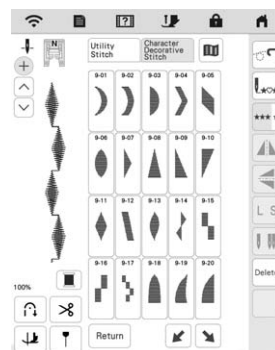 N
Utility Stitch
Character Decorative Stitch
9-01 9-02 9-03 9-04 9-05
9-06 9-07 9-08 9-09 9-10
9-11 9-12 9-13 9-14 9-15
9-16 9-17 9-18 9-19 9-20
100%
L S
Delete
Return